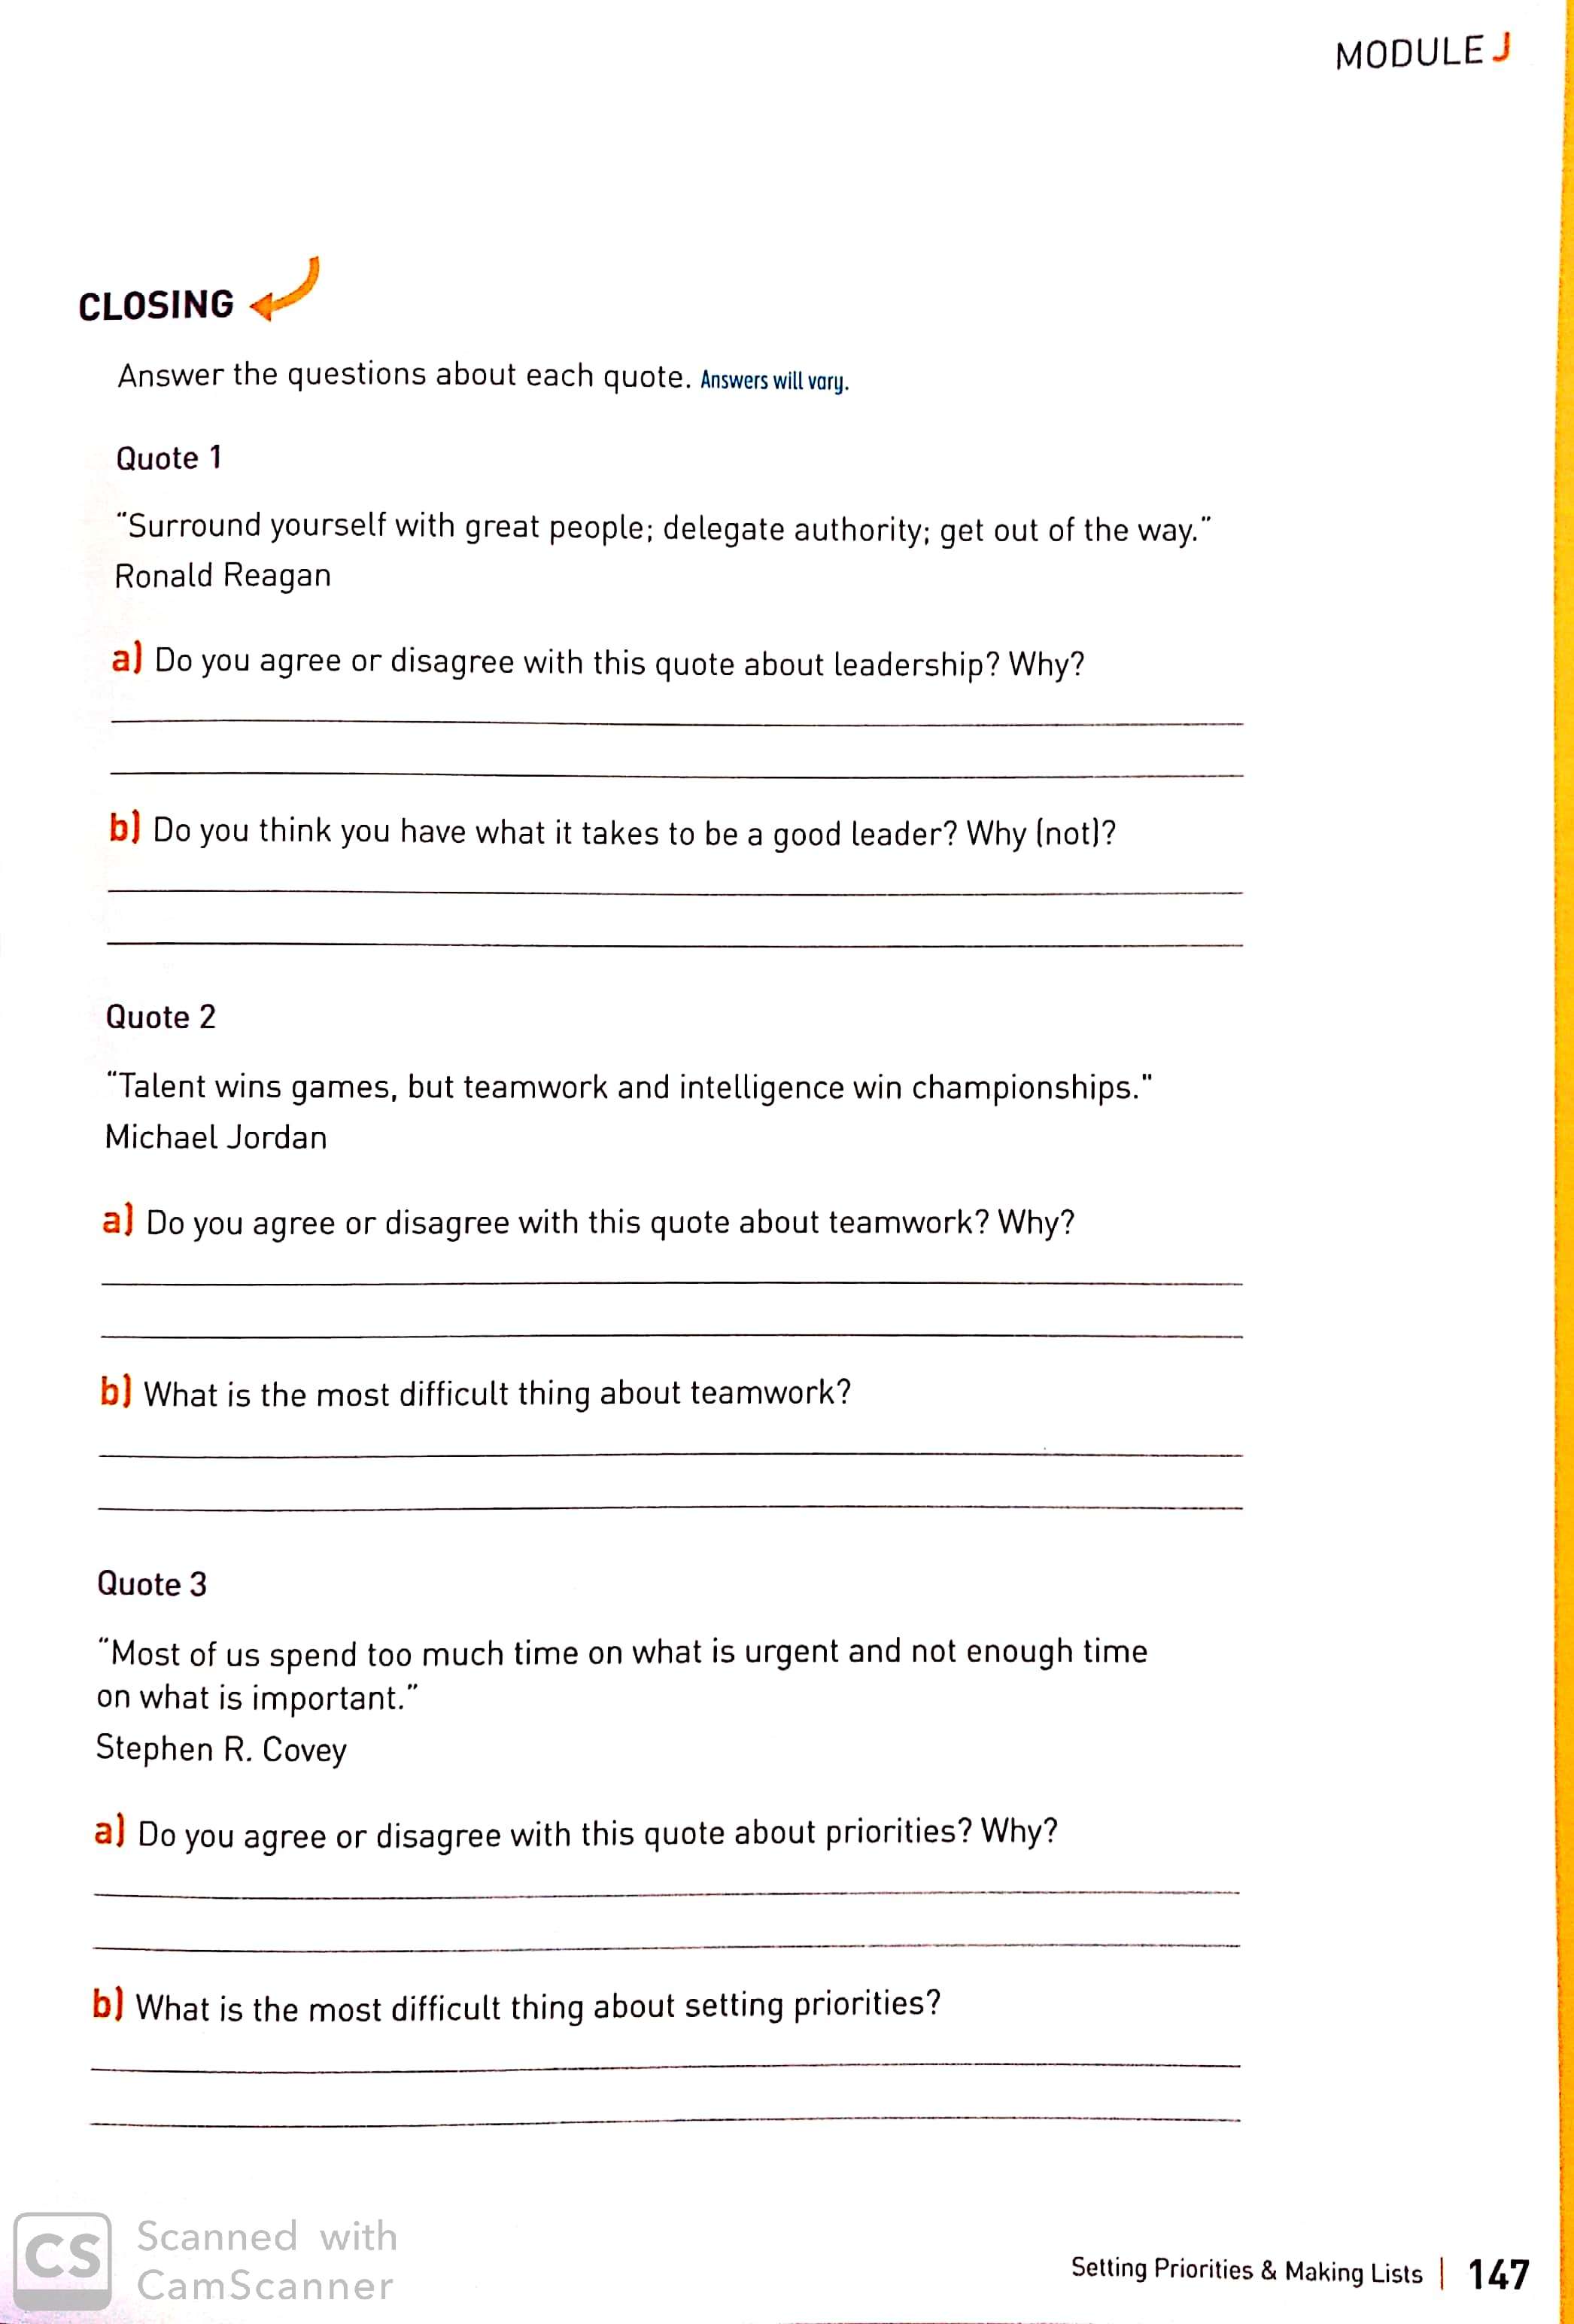 MODULE J
CLOSING
Answer the questions about each quote. Answers will vary.
Quote 1
“Surround yourself with great people; delegate authority; get out of the way.”
Ronald Reagan
a) Do you agree or disagree with this quote about leadership? Why?
b) Do you think you have what it takes to be a good leader? Why (not)?
Quote 2
“Talent wins games, but teamwork and intelligence win championships."
Michael Jordan
a) Do you agree or disagree with this quote about teamwork? Why?
b) What is the most difficult thing about teamwork?
Quote 3
“Most of us spend too much time on what is urgent and not enough time
on what is important.”
Stephen R. Covey
a) Do you agree or disagree with this quote about priorities? Why?
b) What is the most difficult thing about setting priorities?
CS Scanned with
CamScanner
Setting Priorities & Making Lists | 147